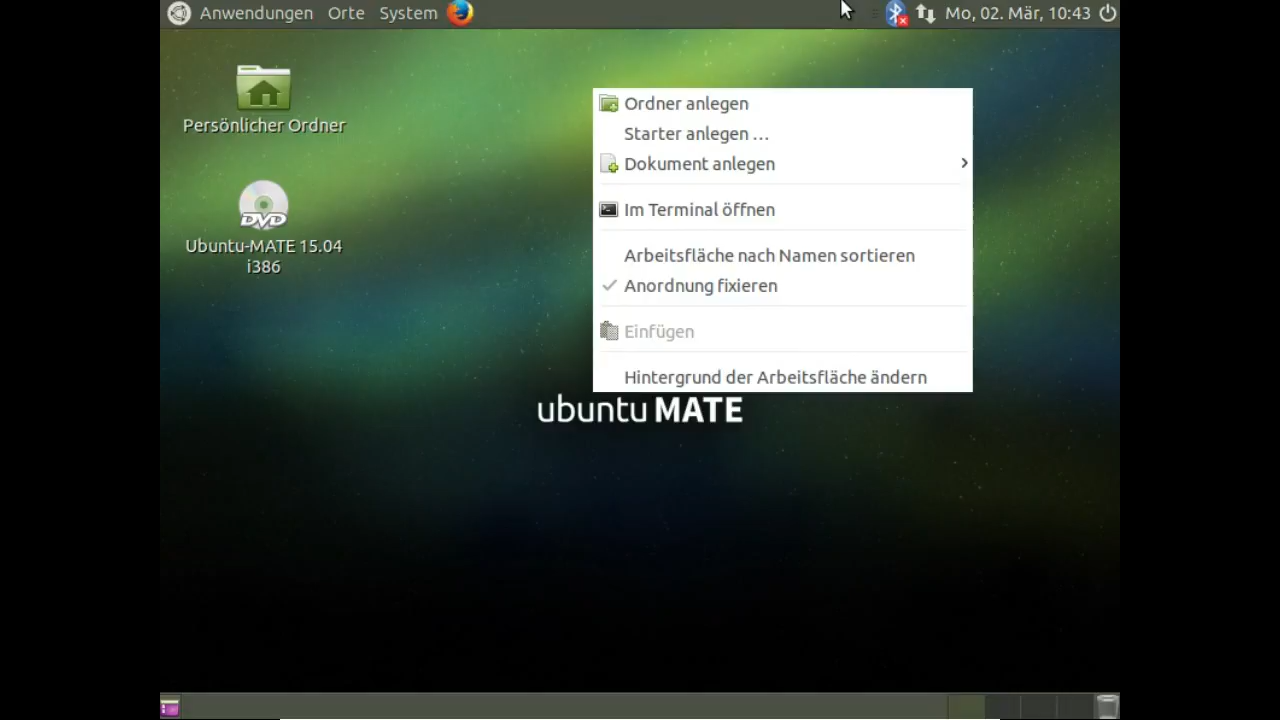 Anwendungen Orte System Mo, 02. Mär, 10:43
Persönlicher Ordner
DVD
Ubuntu-MATE 15.04
i386
Ordner anlegen
Starter anlegen …
Dokument anlegen
Im Terminal öffnen
Arbeitsfläche nach Namen sortieren
Anordnung fixieren
Einfügen
Hintergrund der Arbeitsfläche ändern
ubuntu MATE